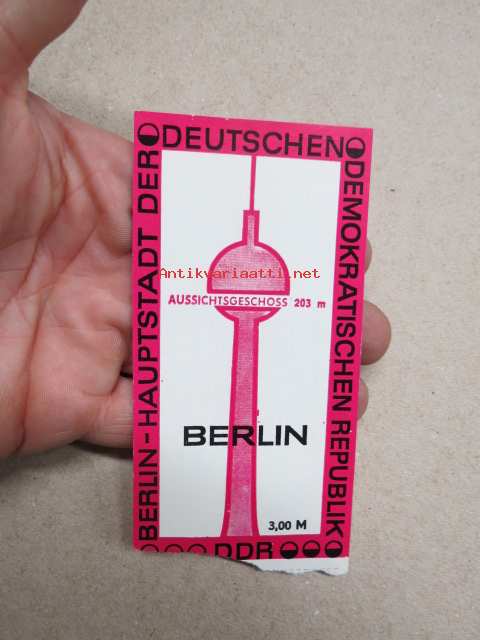 BERLIN-HAUPTSTADT DER
DEUTSCHEN
DEMOKRATISCHEN REPUBLIK
Antikvariaatti.net
AUSSICHTSGESCHOSS 203 m
BERLIN
3,00 M
DDR